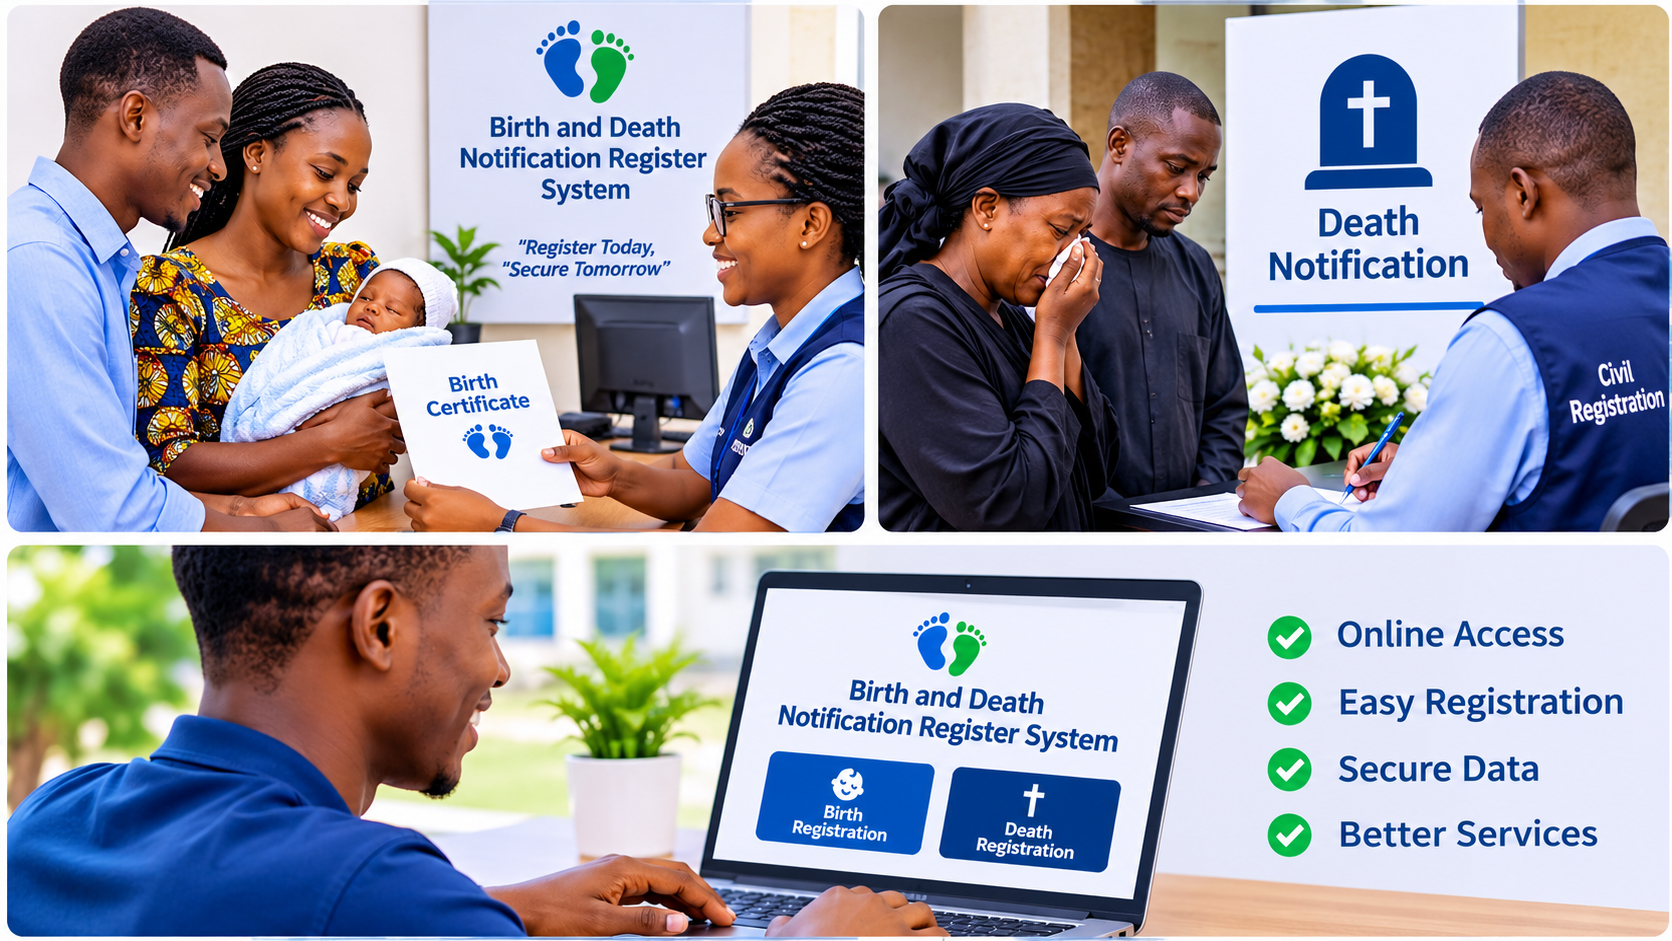 Birth and Death
Notification Register
System
"Register Today,
"Secure Tomorrow"
Birth
Certificate
Death
Notification
Civil
Registration
Birth and Death
Notification Register System
Birth
Registration
Death
Registration
Online Access
Easy Registration
Secure Data
Better Services